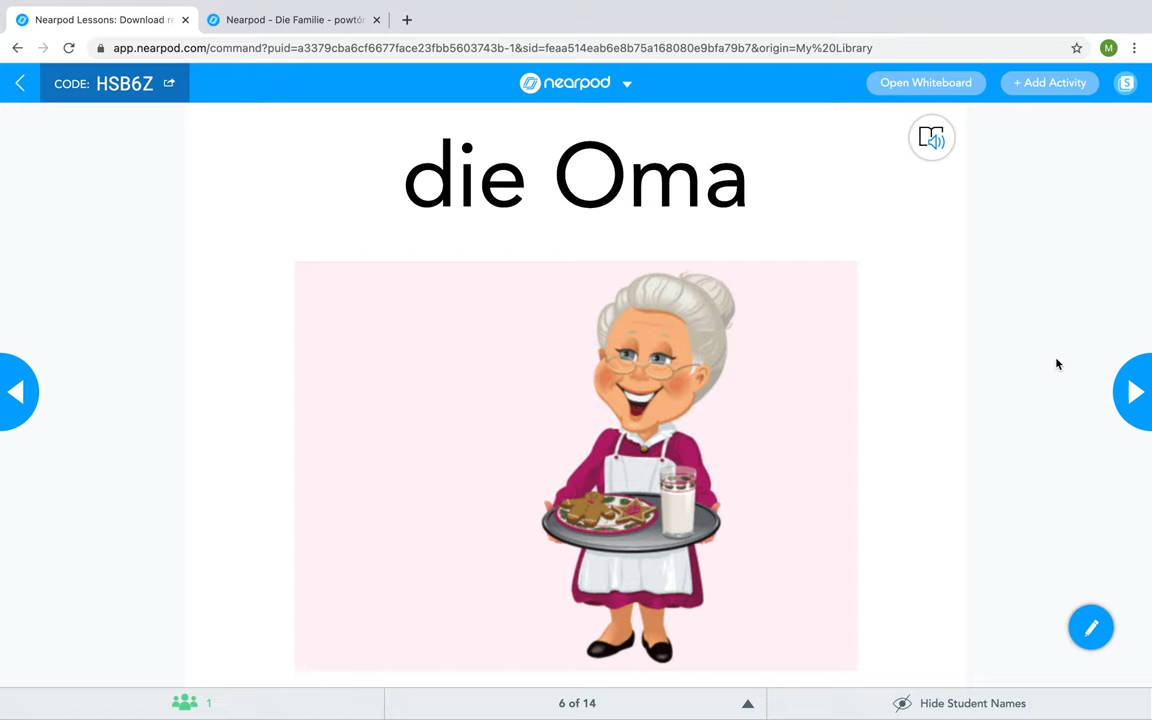 Nearpod Lessons: Download re
Nearpod - Die Familie - powtór
app.nearpod.com/command?puid=a3379cba6cf6677face23fbb5603743b-1&sid=feaa514eab6e8b75a168080e9bfa79b7&origin=My%20Library
M
CODE: HSB6Z
nearpod
Open Whiteboard
+ Add Activity
S
die Oma
1
6 of 14
Hide Student Names